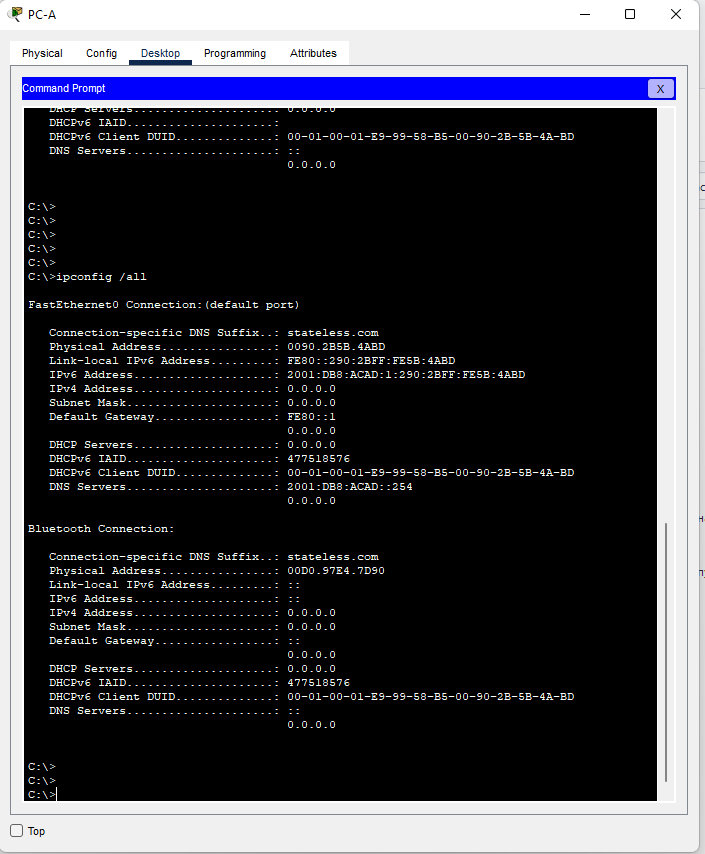 PC-A
Physical Config Desktop Programming Attributes
Command Prompt X
DHCP Servers....................: 0.0.0.0
DHCPv6 IAID.....................:
DHCPv6 Client DUID..............: 00-01-00-01-E9-99-58-B5-00-90-2B-5B-4A-BD
DNS Servers.....................: ::
0.0.0.0
C:\>
C:\>
C:\>
C:\>
C:\>
C:\>ipconfig /all
FastEthernet0 Connection:(default port)
Connection-specific DNS Suffix..: stateless.com
Physical Address................: 0090.2B5B.4ABD
Link-local IPv6 Address.........: FE80::290:2BFF:FE5B:4ABD
IPv6 Address....................: 2001:DB8:ACAD:1:290:2BFF:FE5B:4ABD
IPv4 Address....................: 0.0.0.0
Subnet Mask.....................: 0.0.0.0
Default Gateway.................: FE80::1
0.0.0.0
DHCP Servers....................: 0.0.0.0
DHCPv6 IAID.....................: 477518576
DHCPv6 Client DUID..............: 00-01-00-01-E9-99-58-B5-00-90-2B-5B-4A-BD
DNS Servers.....................: 2001:DB8:ACAD::254
0.0.0.0
Bluetooth Connection:
Connection-specific DNS Suffix..: stateless.com
Physical Address................: 00D0.97E4.7D90
Link-local IPv6 Address.........: ::
IPv6 Address....................: ::
IPv4 Address....................: 0.0.0.0
Subnet Mask.....................: 0.0.0.0
Default Gateway.................: ::
0.0.0.0
DHCP Servers....................: 0.0.0.0
DHCPv6 IAID.....................: 477518576
DHCPv6 Client DUID..............: 00-01-00-01-E9-99-58-B5-00-90-2B-5B-4A-BD
DNS Servers.....................: ::
0.0.0.0
C:\>
C:\>
C:\>
Top